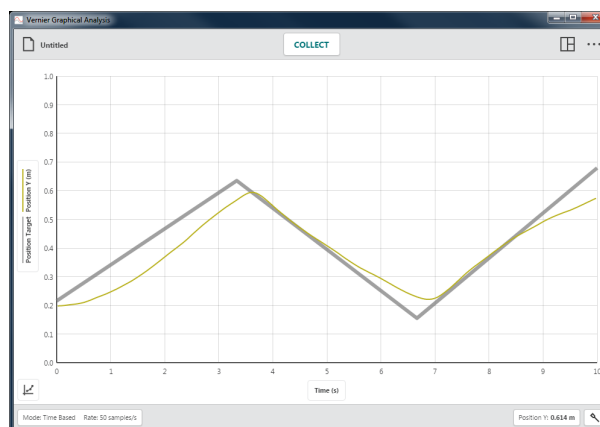 Vernier Graphical Analysis
Untitled
COLLECT
1.0
0.9
0.8
0.7
0.6
0.5
0.4
0.3
0.2
0.1
0.0
Position Target Position Y (m)
0 1 2 3 4 5 6 7 8 9 10
Time (s)
Mode: Time Based Rate: 50 samples/s
Position Y: 0.614 m